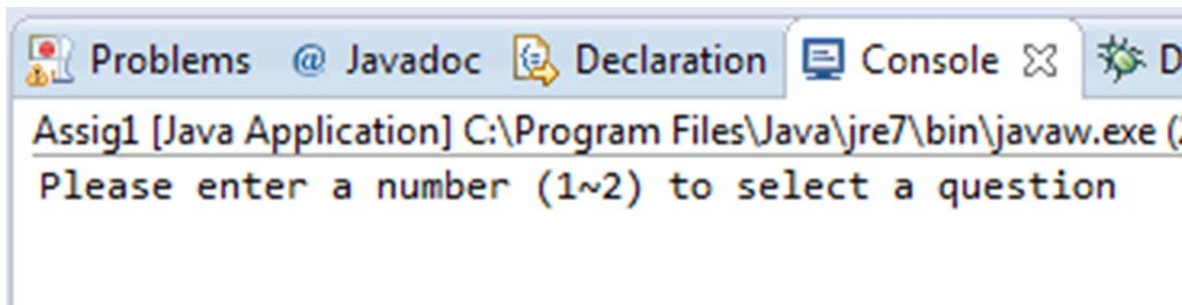 Problems @ Javadoc Declaration Console D
Assig1 [Java Application] C:\Program Files\Java\jre7\bin\javaw.exe (
Please enter a number (1~2) to select a question